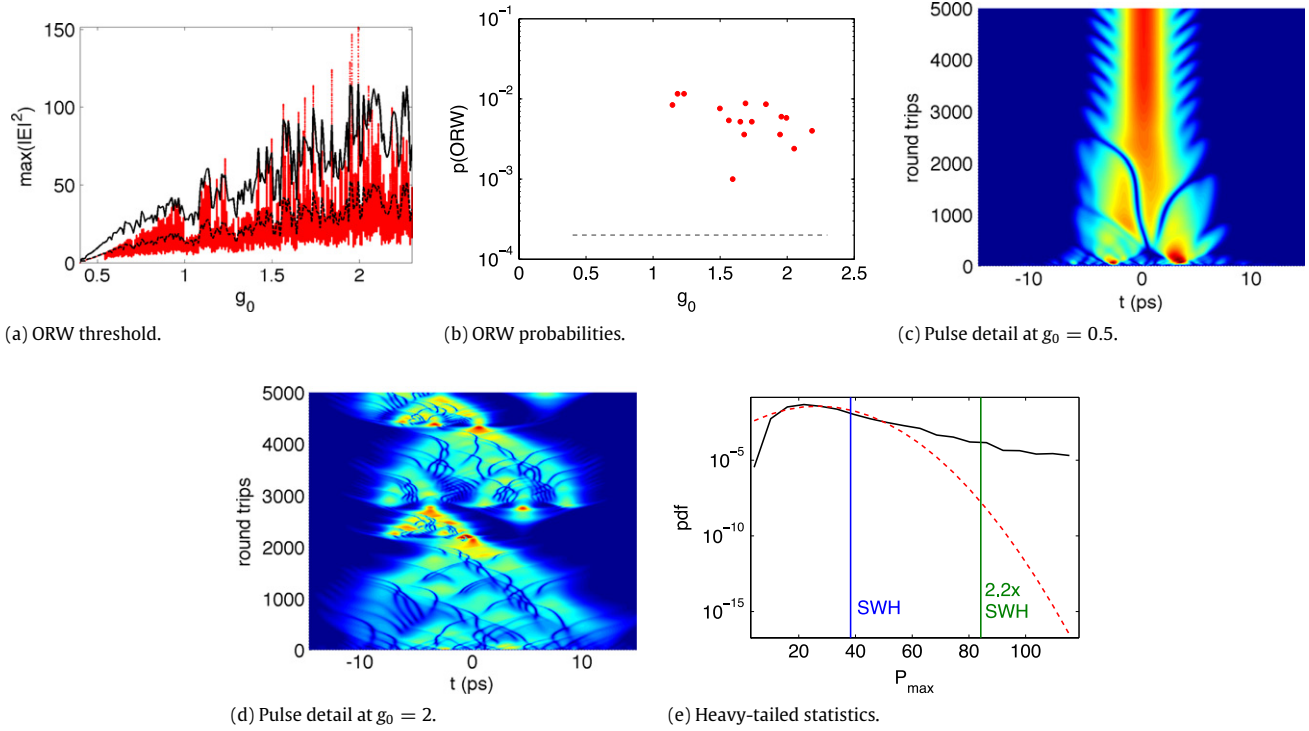 150
100
50
0
0.5
1
1.5
2
max(|E|²)
g₀
(a) ORW threshold.
10⁻¹
10⁻²
10⁻³
10⁻⁴
0
0.5
1
1.5
2
2.5
p(ORW)
g₀
(b) ORW probabilities.
5000
4000
3000
2000
1000
0
-10
0
10
round trips
t (ps)
(c) Pulse detail at g₀ = 0.5.
5000
4000
3000
2000
1000
0
-10
0
10
round trips
t (ps)
(d) Pulse detail at g₀ = 2.
10⁻⁵
10⁻¹⁰
10⁻¹⁵
20
40
60
80
100
pdf
SWH
2.2x
SWH
P_max
(e) Heavy-tailed statistics.